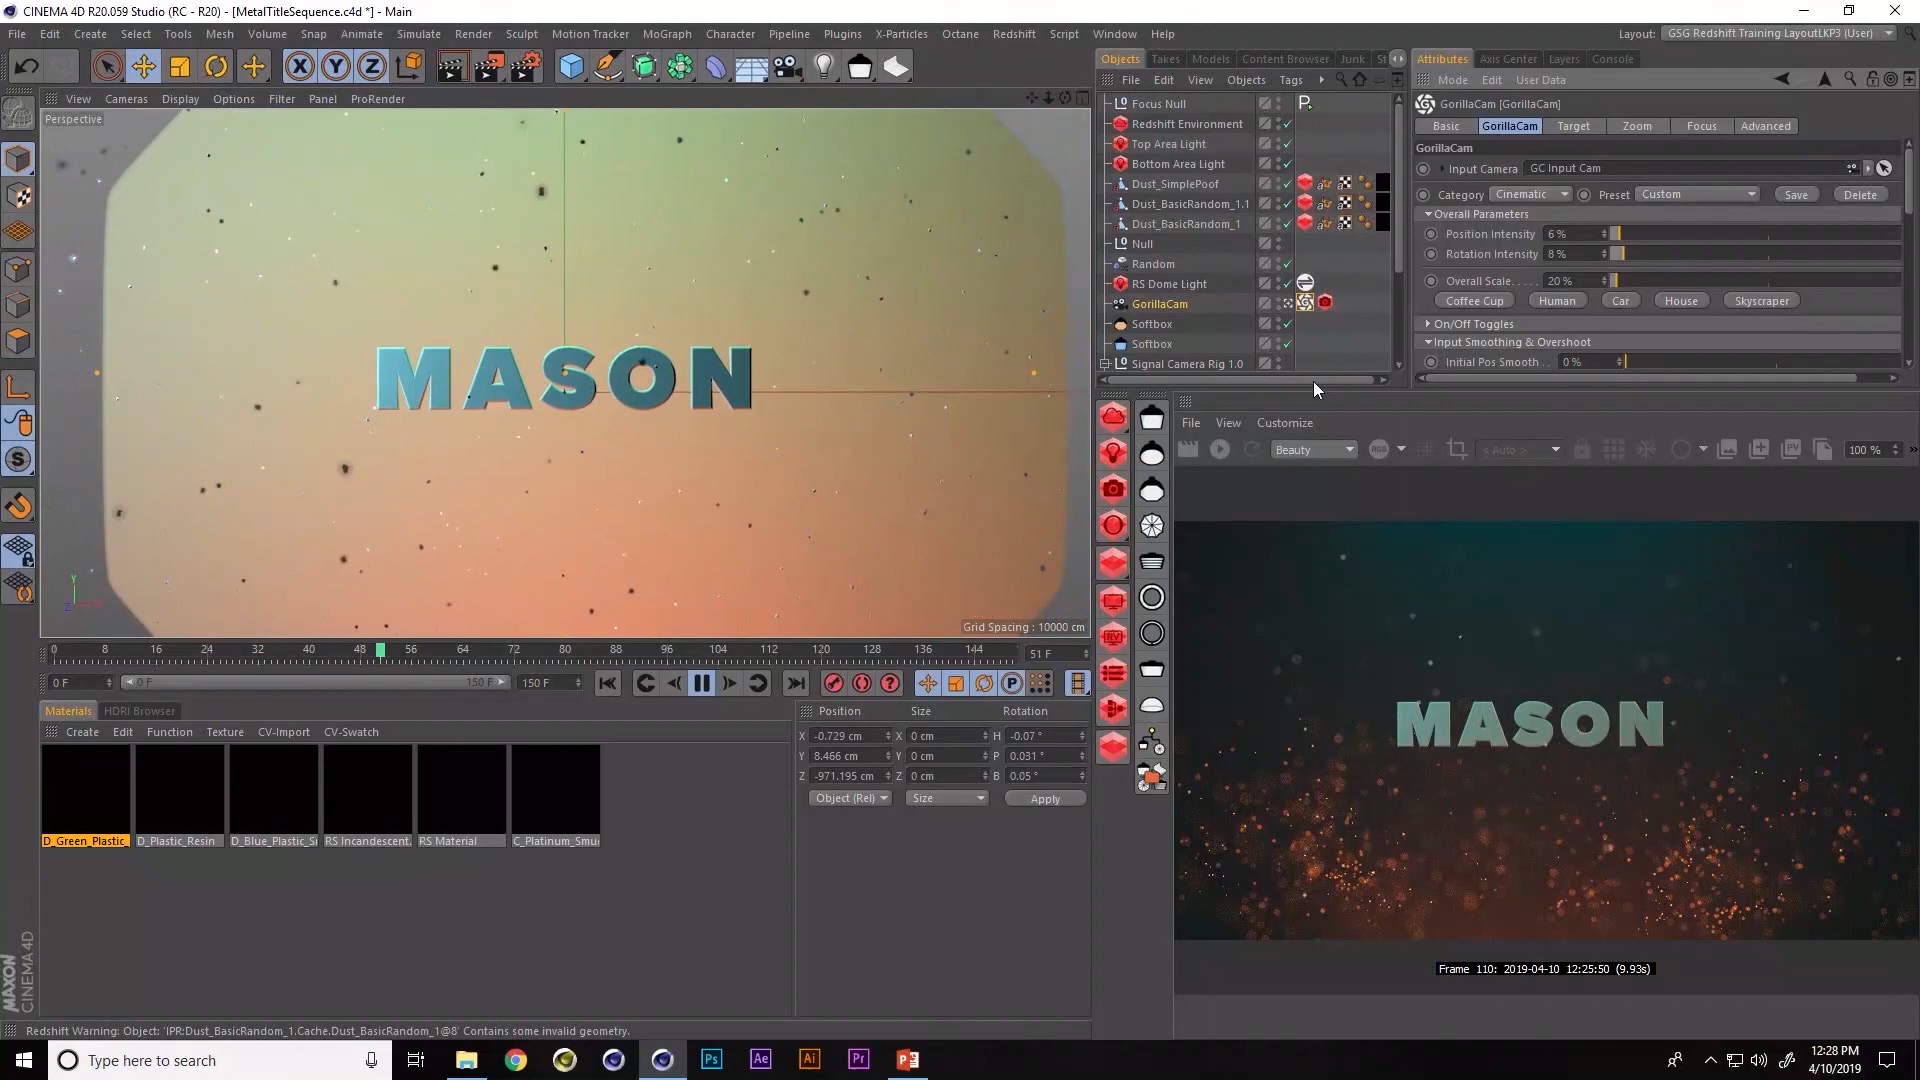 CINEMA 4D R20.059 Studio (RC - R20) - [MetalTitleSequence.c4d *] - Main
File Edit Create Select Tools Mesh Volume Snap Animate Simulate Render Sculpt Motion Tracker MoGraph Character Pipeline Plugins X-Particles Octane Redshift Script Window Help
Layout: GSG Redshift Training LayoutLKP3 (User)
Objects Takes Models Content Browser Junk St
Attributes Axis Center Layers Console
File Edit View Objects Tags
Mode Edit User Data
View Cameras Display Options Filter Panel ProRender
Perspective
MASON
Grid Spacing : 10000 cm
Focus Null
Redshift Environment
Top Area Light
Bottom Area Light
Dust_SimplePoof
Dust_BasicRandom_1.1
Dust_BasicRandom_1
Null
Random
RS Dome Light
GorillaCam
Softbox
Softbox
Signal Camera Rig 1.0
GorillaCam [GorillaCam]
Basic GorillaCam Target Zoom Focus Advanced
GorillaCam
Input Camera GC Input Cam
Category Cinematic Preset Custom Save Delete
Overall Parameters
Position Intensity 6 %
Rotation Intensity 8 %
Overall Scale. . . . . 20 %
Coffee Cup Human Car House Skyscraper
On/Off Toggles
Input Smoothing & Overshoot
Initial Pos Smooth . . 0 %
File View Customize
Beauty RGB < Auto > 100 %
MASON
Frame 110: 2019-04-10 12:25:50 (9.93s)
0 8 16 24 32 40 48 56 64 72 80 88 96 104 112 120 128 136 144 51 F
0 F 0 F 150 F 150 F
Materials HDRI Browser
Create Edit Function Texture CV-Import CV-Swatch
D_Green_Plastic_ D_Plastic_Resin D_Blue_Plastic_S RS Incandescent. RS Material C_Platinum_Smu
Position Size Rotation
X -0.729 cm X 0 cm H -0.07 °
Y 8.466 cm Y 0 cm P 0.031 °
Z -971.195 cm Z 0 cm B 0.05 °
Object (Rel) Size Apply
MAXON
CINEMA 4D
Redshift Warning: Object: 'IPR:Dust_BasicRandom_1.Cache.Dust_BasicRandom_1@8' Contains some invalid geometry.
Type here to search
Ps Ae Ai Pr
12:28 PM
4/10/2019